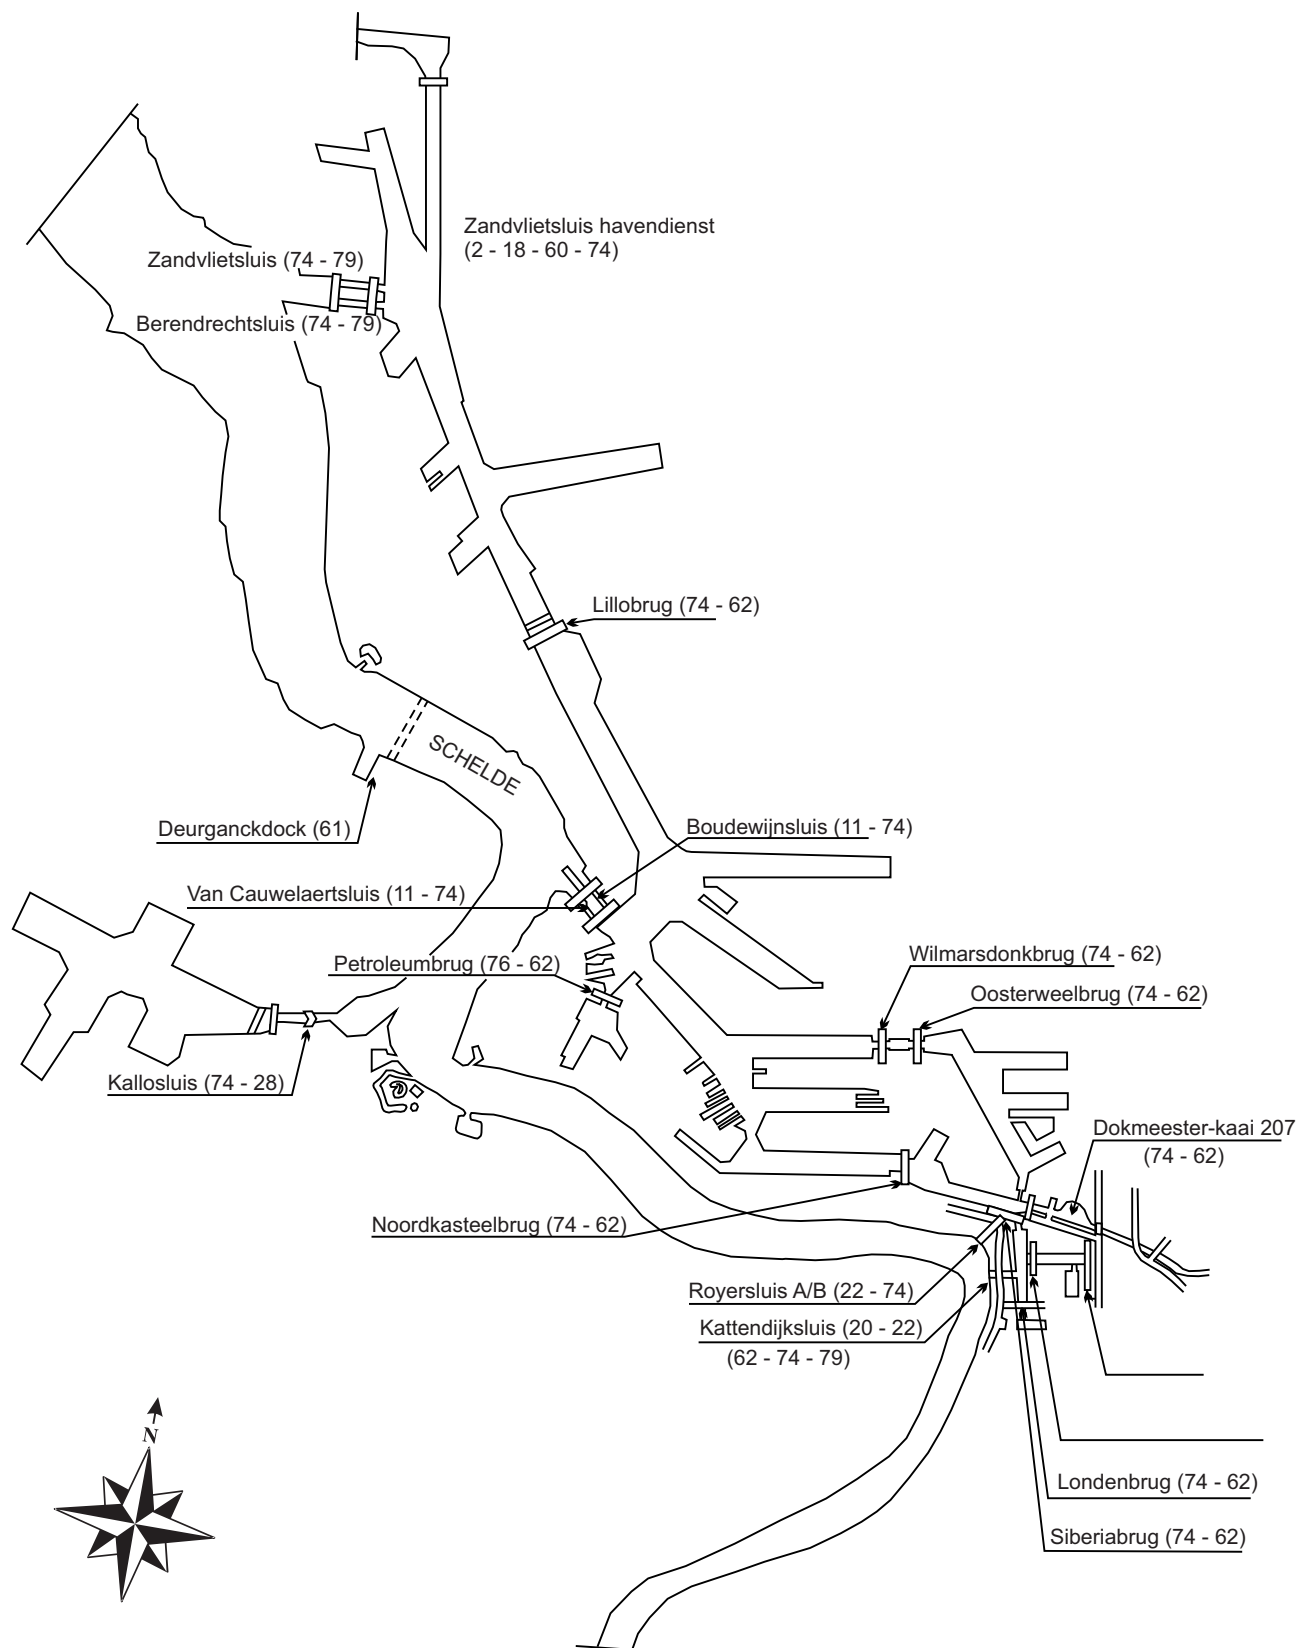 Zandvlietsluis havendienst
(2 - 18 - 60 - 74)
Zandvlietsluis (74 - 79)
Berendrechtsluis (74 - 79)
Lillobrug (74 - 62)
SCHELDE
Deurganckdock (61)
Boudewijnsluis (11 - 74)
Van Cauwelaertsluis (11 - 74)
Petroleumbrug (76 - 62)
Wilmarsdonkbrug (74 - 62)
Oosterweelbrug (74 - 62)
Kallosluis (74 - 28)
Dokmeester-kaai 207
(74 - 62)
Noordkasteelbrug (74 - 62)
Royersluis A/B (22 - 74)
Kattendijksluis (20 - 22)
(62 - 74 - 79)
N
Londenbrug (74 - 62)
Siberiabrug (74 - 62)